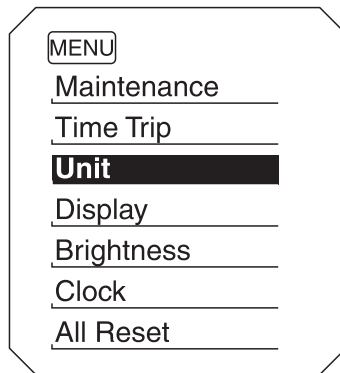 MENU
Maintenance
Time Trip
Unit
Display
Brightness
Clock
All Reset